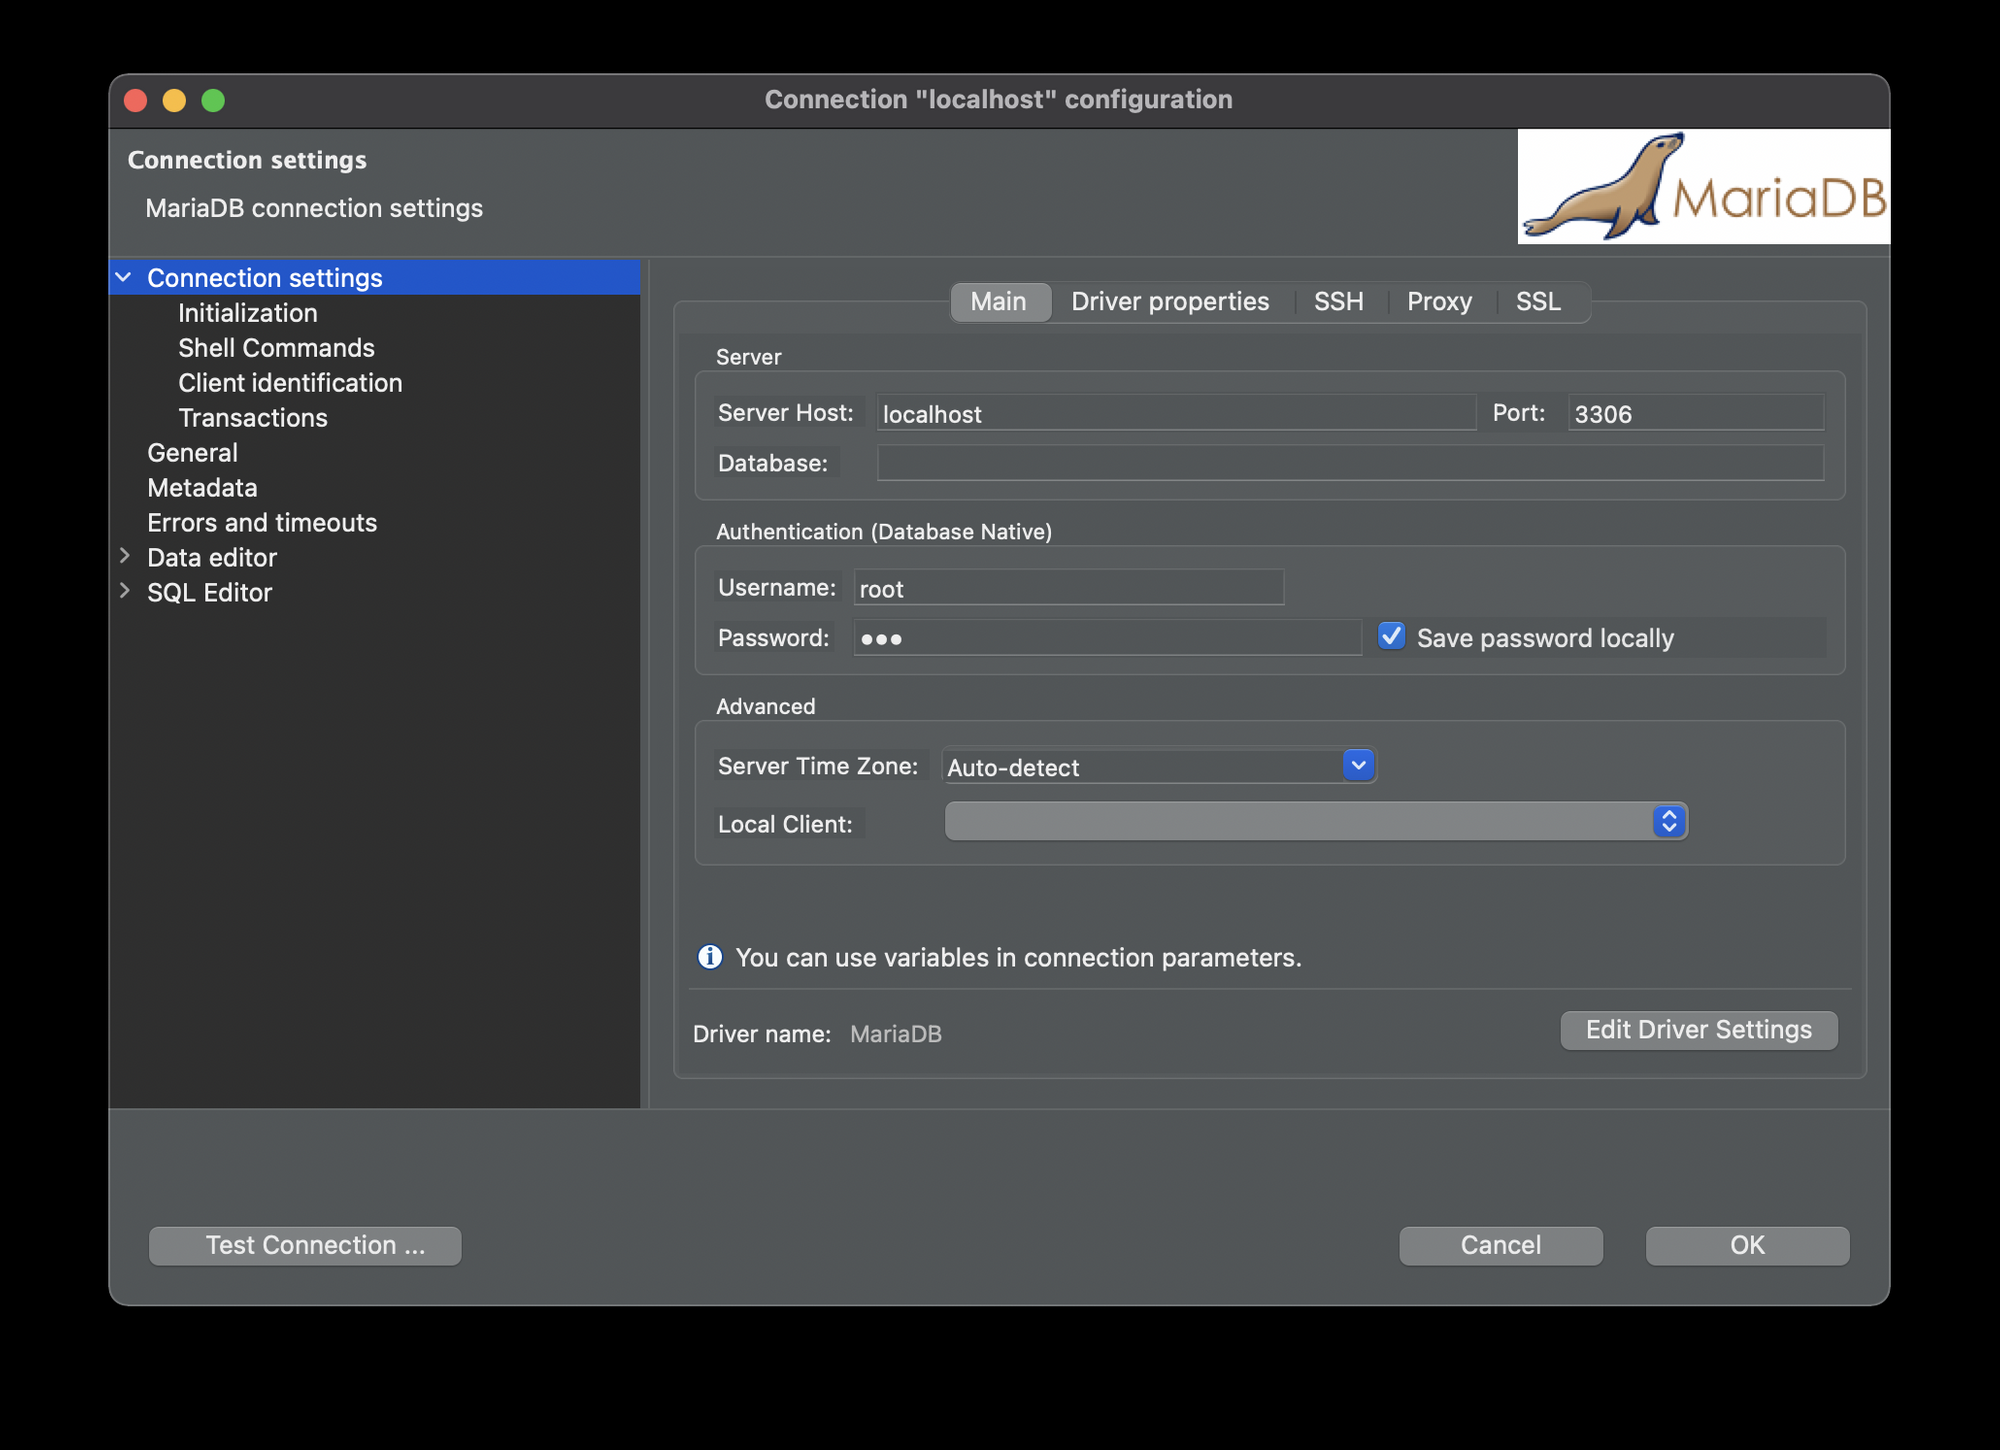 Connection "localhost" configuration
Connection settings
MariaDB connection settings
MariaDB
Connection settings
Initialization
Shell Commands
Client identification
Transactions
General
Metadata
Errors and timeouts
Data editor
SQL Editor
Main Driver properties SSH Proxy SSL
Server
Server Host: localhost Port: 3306
Database:
Authentication (Database Native)
Username: root
Password: ●●● Save password locally
Advanced
Server Time Zone: Auto-detect
Local Client:
You can use variables in connection parameters.
Driver name: MariaDB Edit Driver Settings
Test Connection ... Cancel OK